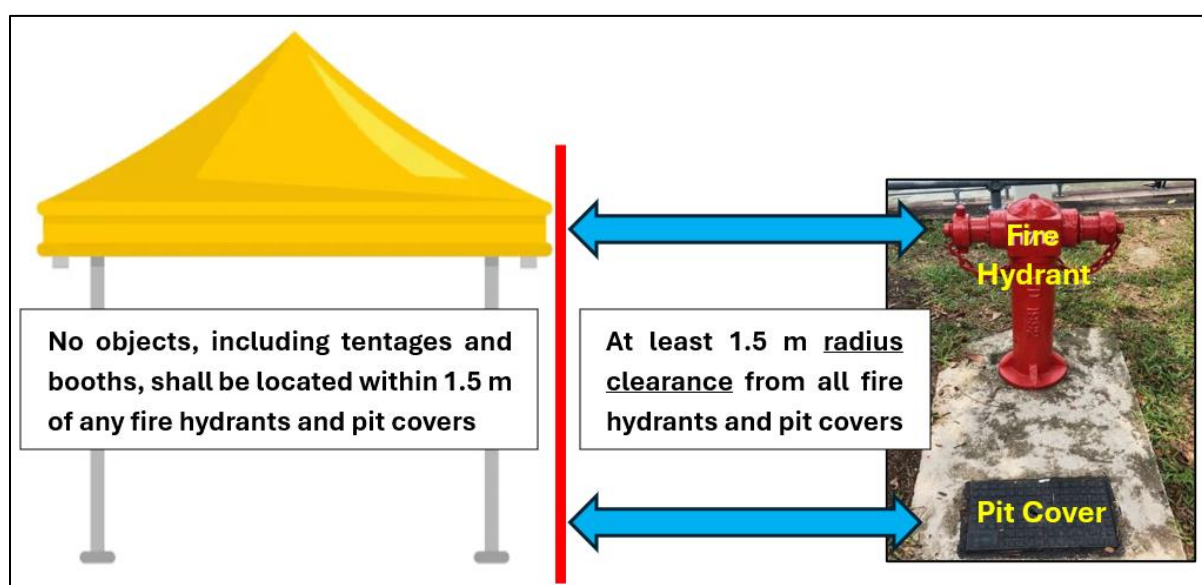 No objects, including tentages and
booths, shall be located within 1.5 m
of any fire hydrants and pit covers
At least 1.5 m radius
clearance from all fire
hydrants and pit covers
Fire
Hydrant
Pit Cover